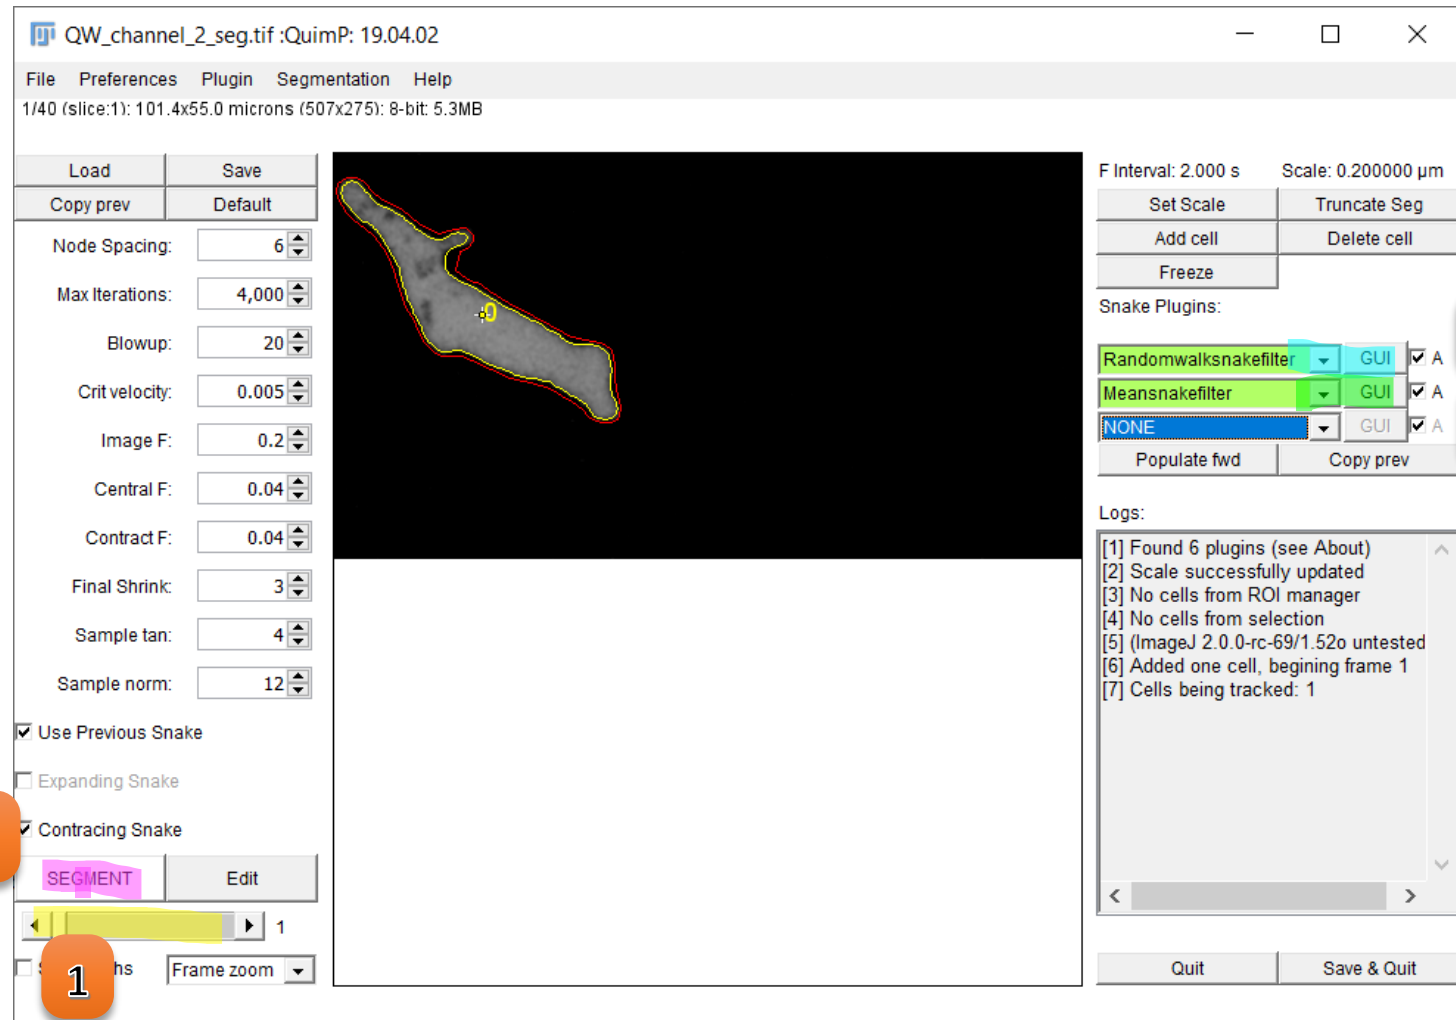 QW_channel_2_seg.tif :QuimP: 19.04.02
File Preferences Plugin Segmentation Help
1/40 (slice:1): 101.4x55.0 microns (507x275): 8-bit: 5.3MB
Load Save
Copy prev Default
Node Spacing: 6
Max Iterations: 4,000
Blowup: 20
Crit velocity: 0.005
Image F: 0.2
Central F: 0.04
Contract F: 0.04
Final Shrink: 3
Sample tan: 4
Sample norm: 12
Use Previous Snake
Expanding Snake
Contracing Snake
SEGMENT Edit
1
Frame zoom
1
0
F Interval: 2.000 s Scale: 0.200000 µm
Set Scale Truncate Seg
Add cell Delete cell
Freeze
Snake Plugins:
Randomwalksnakefilter GUI A
Meansnakefilter GUI A
NONE GUI A
Populate fwd Copy prev
Logs:
[1] Found 6 plugins (see About)
[2] Scale successfully updated
[3] No cells from ROI manager
[4] No cells from selection
[5] (ImageJ 2.0.0-rc-69/1.52o untested
[6] Added one cell, begining frame 1
[7] Cells being tracked: 1
Quit Save & Quit